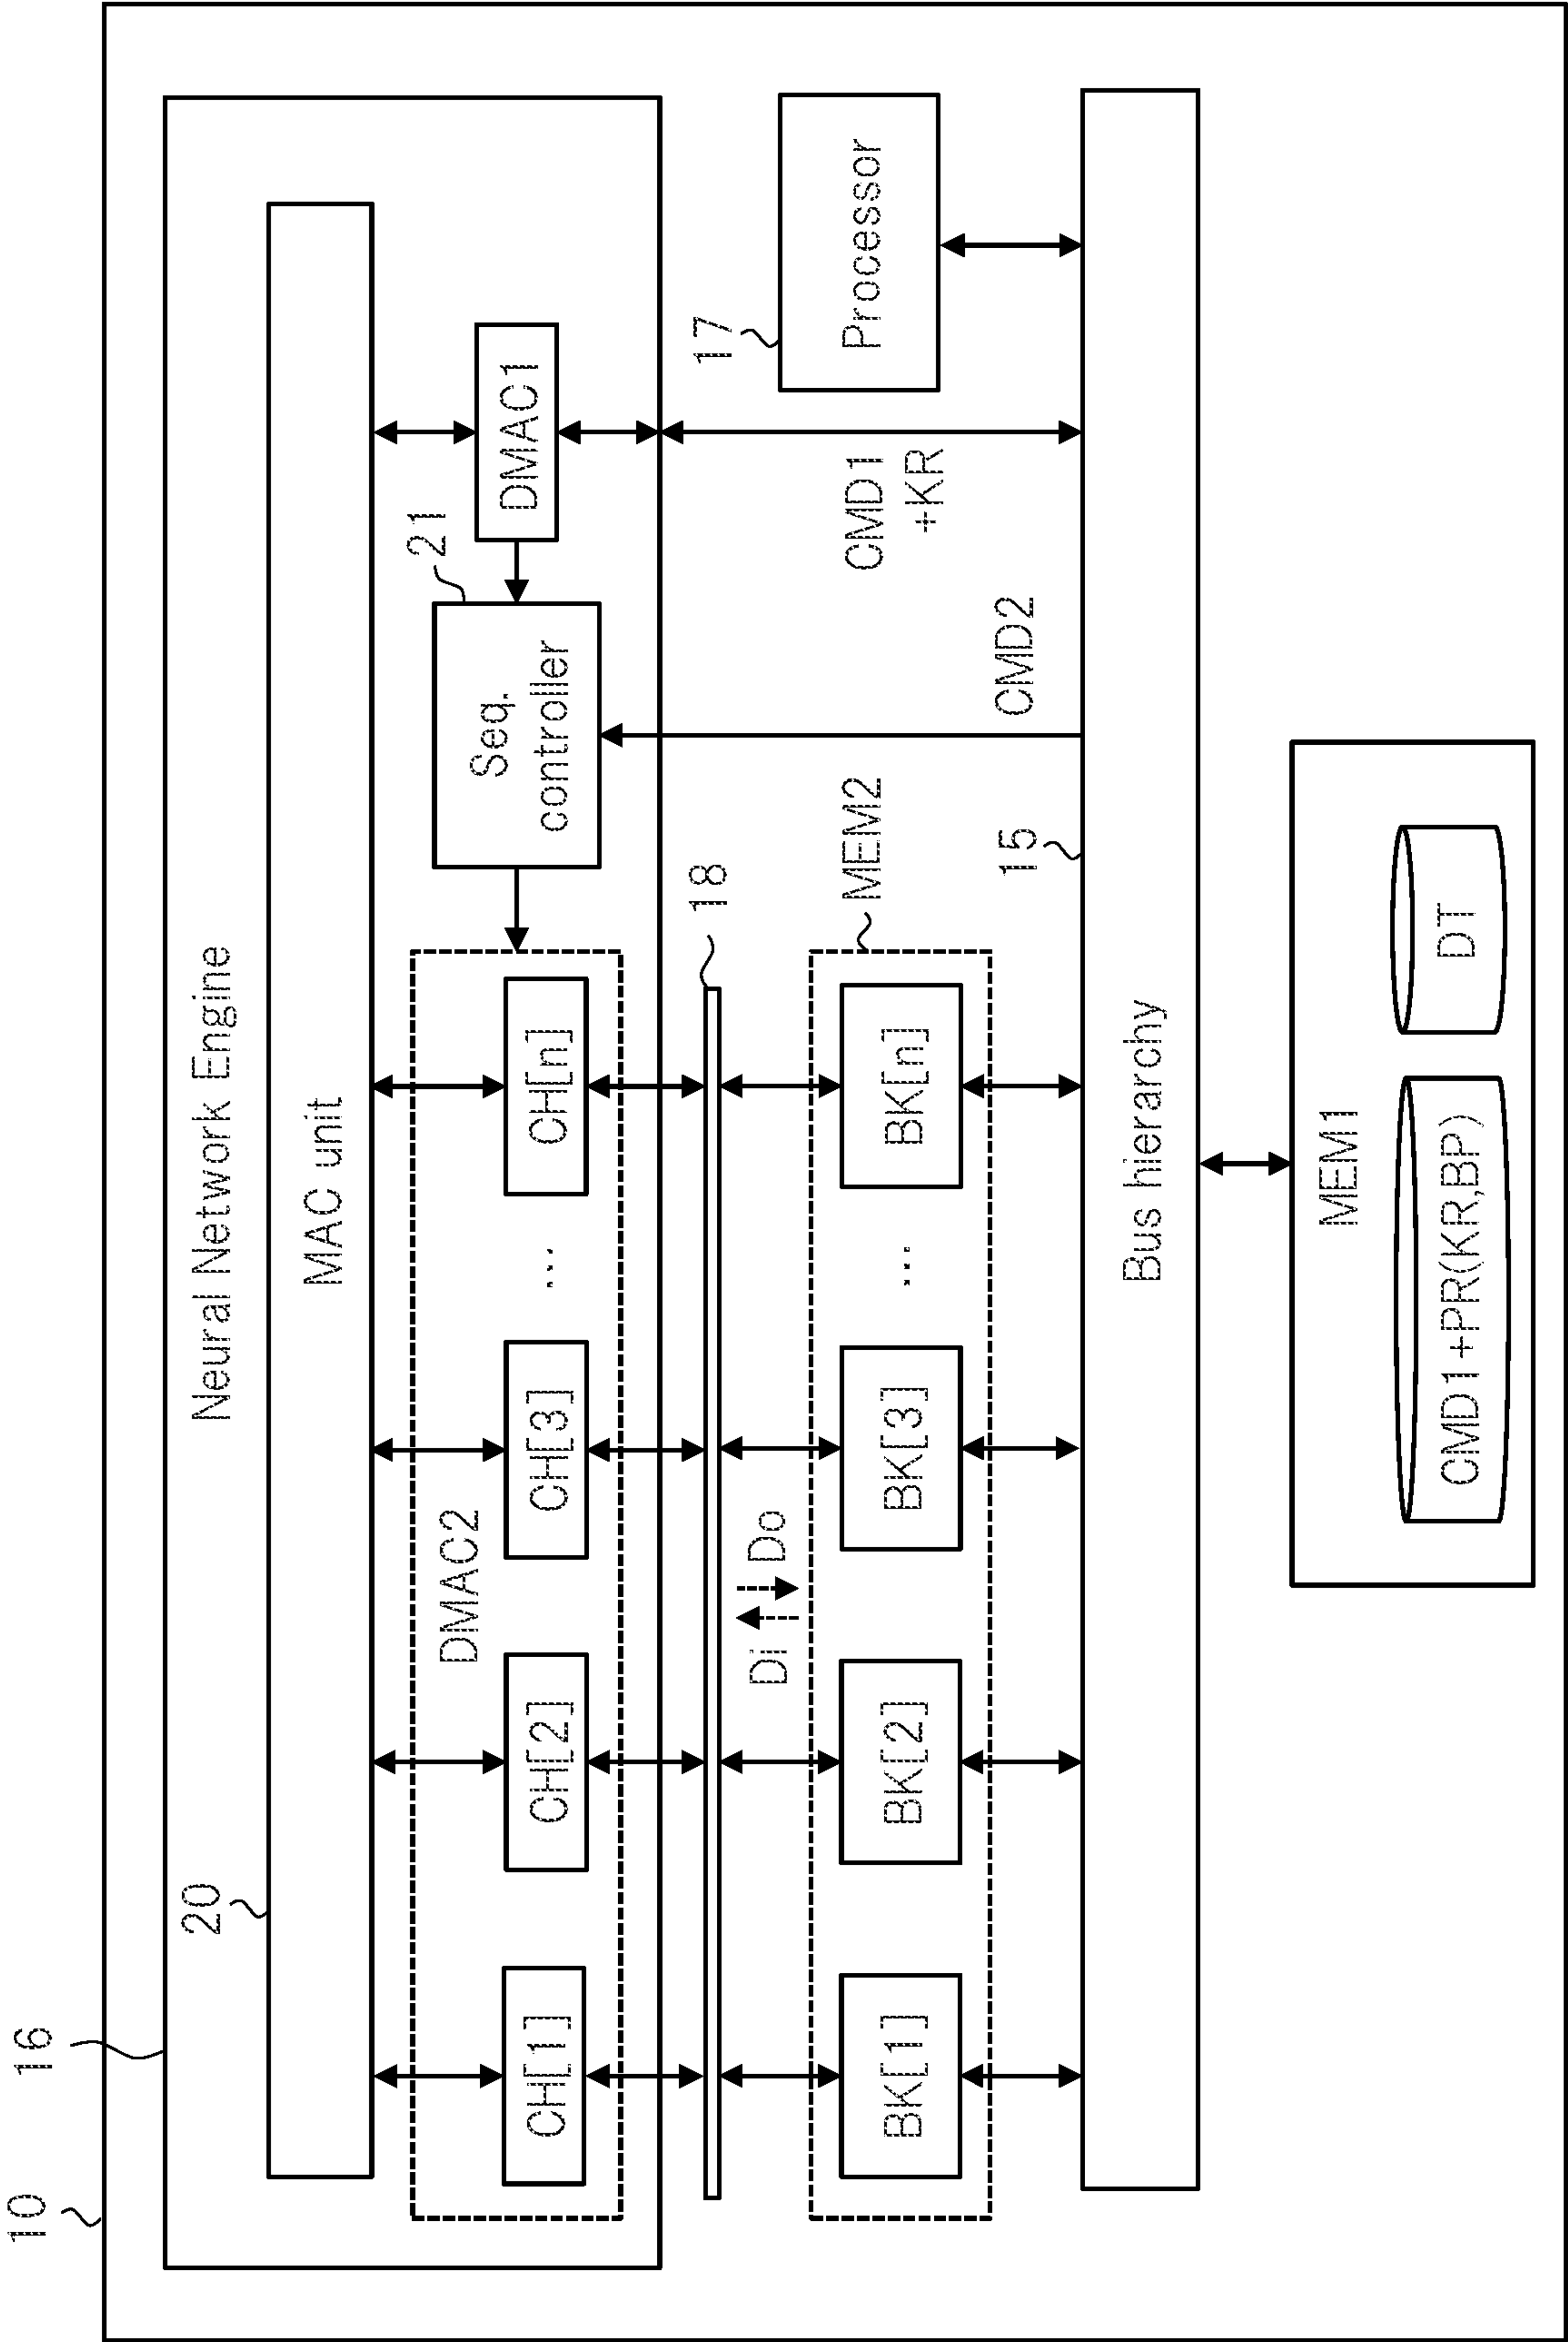 10
16
Neural Network Engine
20
MAC unit
21
DMAC2
CH[1]
CH[2]
CH[3]
...
CH[n]
Seq.
controller
DMAC1
18
17
Processor
Di
Do
MEM2
BK[1]
BK[2]
BK[3]
...
BK[n]
CMD1
+KR
CMD2
15
Bus hierarchy
MEM1
CMD1+PR(KR,BP)
DT